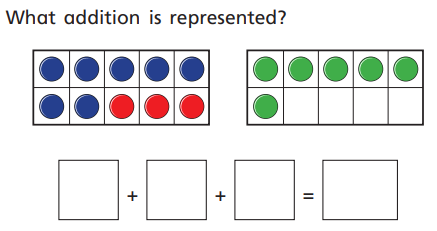 What addition is represented?
+ + =